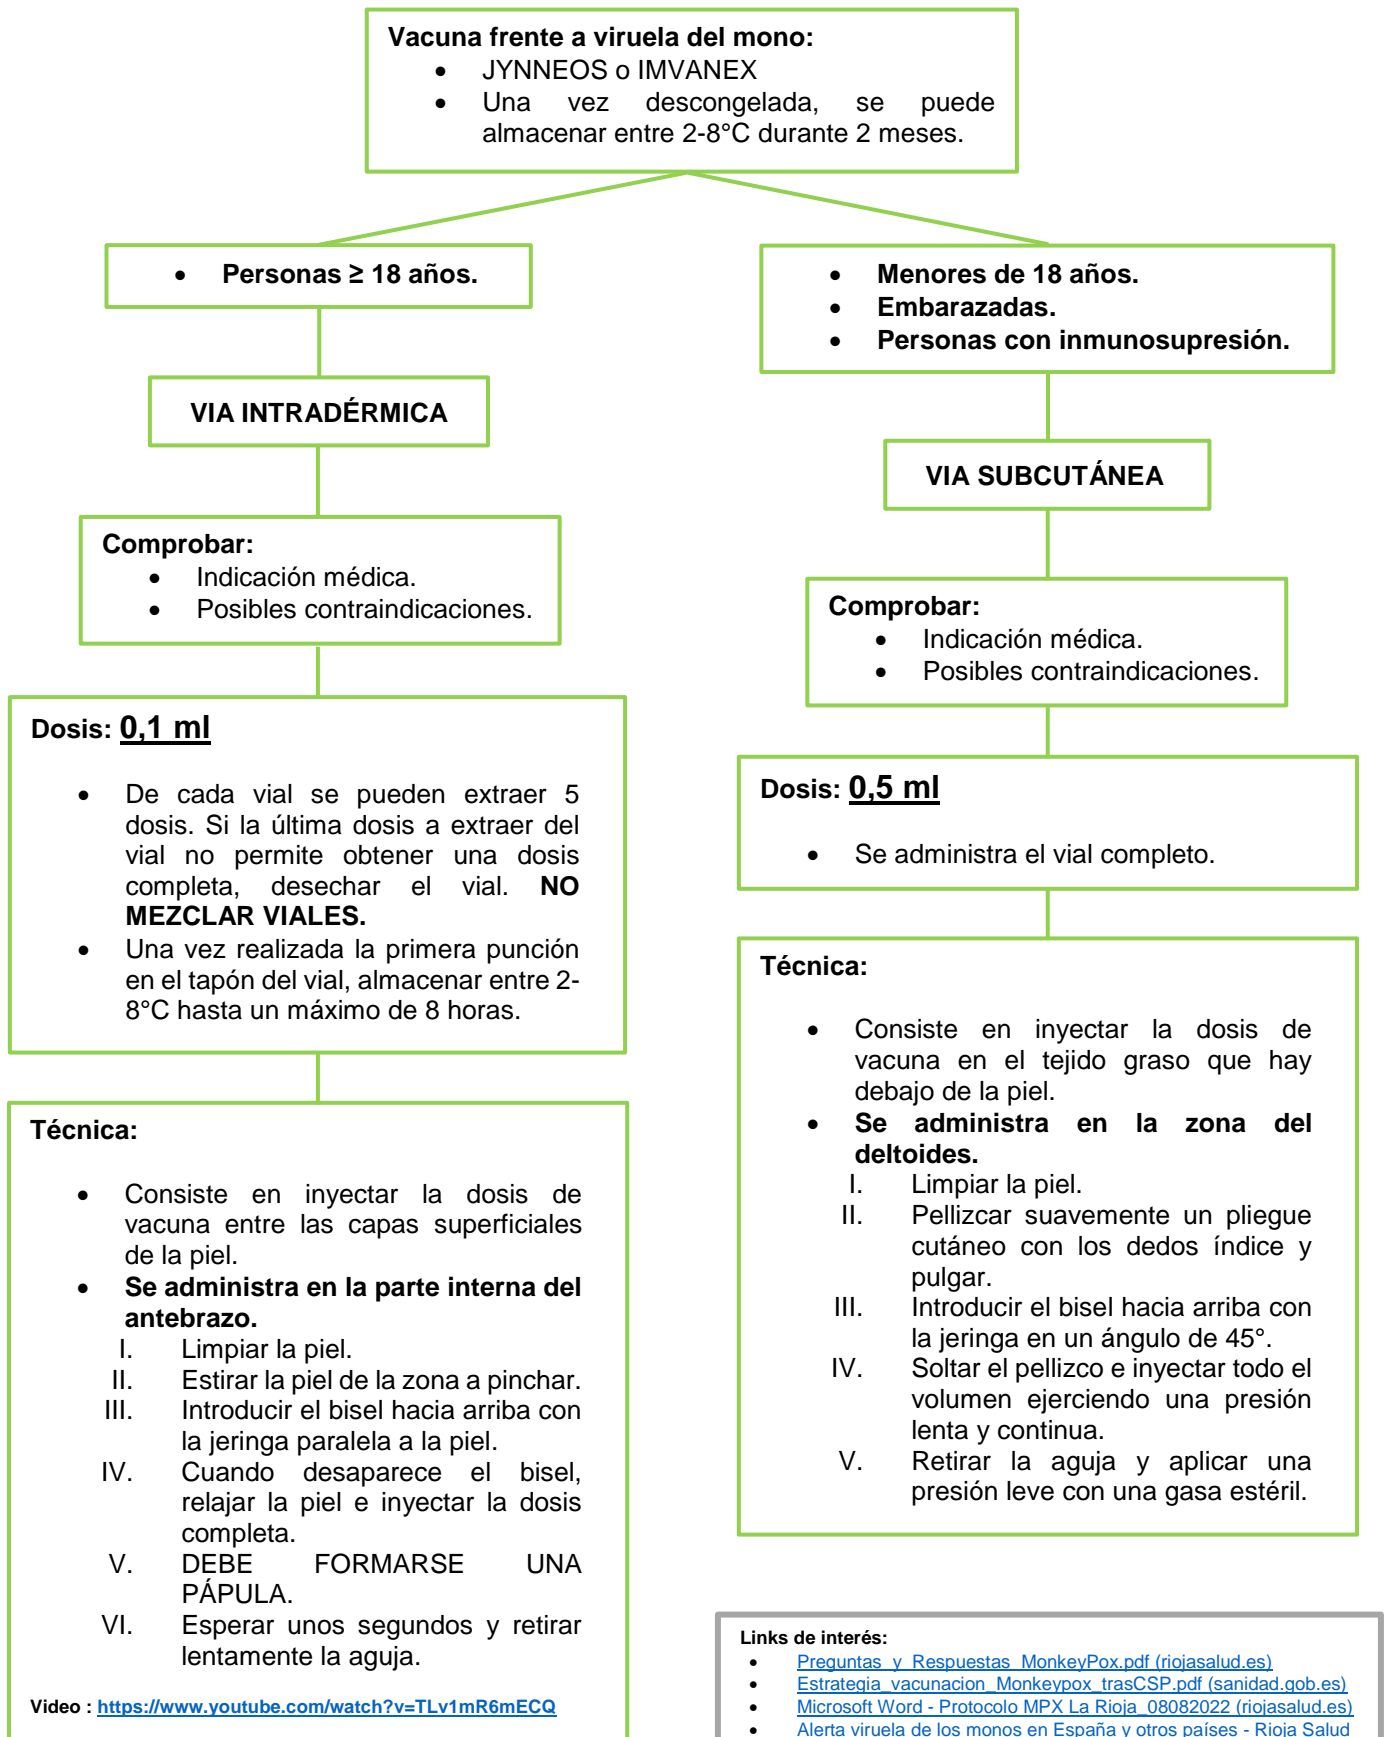 Vacuna frente a viruela del mono:
• JYNNEOS o IMVANEX
• Una vez descongelada, se puede
almacenar entre 2-8°C durante 2 meses.
• Personas ≥ 18 años.
VIA INTRADÉRMICA
Comprobar:
• Indicación médica.
• Posibles contraindicaciones.
Dosis: 0,1 ml
• De cada vial se pueden extraer 5
dosis. Si la última dosis a extraer del
vial no permite obtener una dosis
completa, desechar el vial. NO
MEZCLAR VIALES.
• Una vez realizada la primera punción
en el tapón del vial, almacenar entre 2-
8°C hasta un máximo de 8 horas.
Técnica:
• Consiste en inyectar la dosis de
vacuna entre las capas superficiales
de la piel.
• Se administra en la parte interna del
antebrazo.
I. Limpiar la piel.
II. Estirar la piel de la zona a pinchar.
III. Introducir el bisel hacia arriba con
la jeringa paralela a la piel.
IV. Cuando desaparece el bisel,
relajar la piel e inyectar la dosis
completa.
V. DEBE FORMARSE UNA
PÁPULA.
VI. Esperar unos segundos y retirar
lentamente la aguja.
Video : https://www.youtube.com/watch?v=TLv1mR6mECQ
• Menores de 18 años.
• Embarazadas.
• Personas con inmunosupresión.
VIA SUBCUTÁNEA
Comprobar:
• Indicación médica.
• Posibles contraindicaciones.
Dosis: 0,5 ml
• Se administra el vial completo.
Técnica:
• Consiste en inyectar la dosis de
vacuna en el tejido graso que hay
debajo de la piel.
• Se administra en la zona del
deltoides.
I. Limpiar la piel.
II. Pellizcar suavemente un pliegue
cutáneo con los dedos índice y
pulgar.
III. Introducir el bisel hacia arriba con
la jeringa en un ángulo de 45°.
IV. Soltar el pellizco e inyectar todo el
volumen ejerciendo una presión
lenta y continua.
V. Retirar la aguja y aplicar una
presión leve con una gasa estéril.
Links de interés:
• Preguntas_y_Respuestas_MonkeyPox.pdf (riojasalud.es)
• Estrategia_vacunacion_Monkeypox_trasCSP.pdf (sanidad.gob.es)
• Microsoft Word - Protocolo MPX La Rioja_08082022 (riojasalud.es)
• Alerta viruela de los monos en España y otros países - Rioja Salud